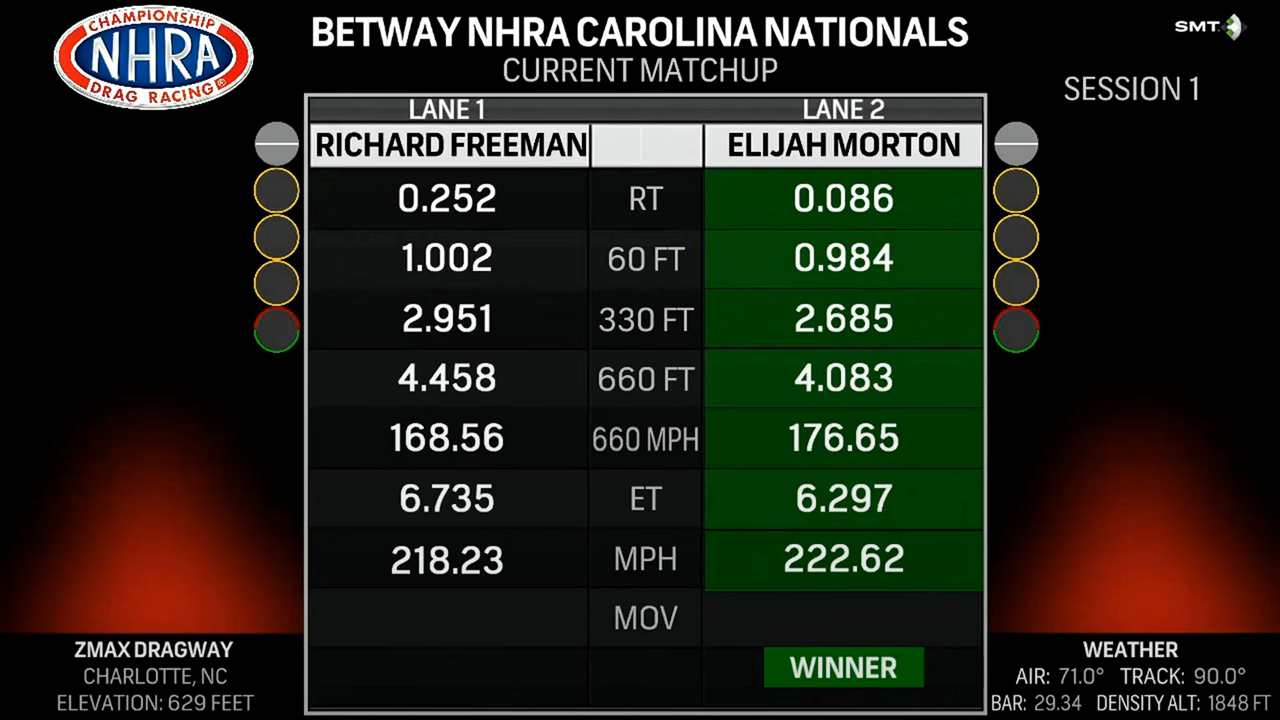 CHAMPIONSHIP
NHRA
DRAG RACING®
BETWAY NHRA CAROLINA NATIONALS
CURRENT MATCHUP
SMT
SESSION 1
LANE 1 LANE 2
RICHARD FREEMAN ELIJAH MORTON
0.252 RT 0.086
1.002 60 FT 0.984
2.951 330 FT 2.685
4.458 660 FT 4.083
168.56 660 MPH 176.65
6.735 ET 6.297
218.23 MPH 222.62
MOV
WINNER
ZMAX DRAGWAY
CHARLOTTE, NC
ELEVATION: 629 FEET
WEATHER
AIR: 71.0° TRACK: 90.0°
BAR: 29.34 DENSITY ALT: 1848 FT